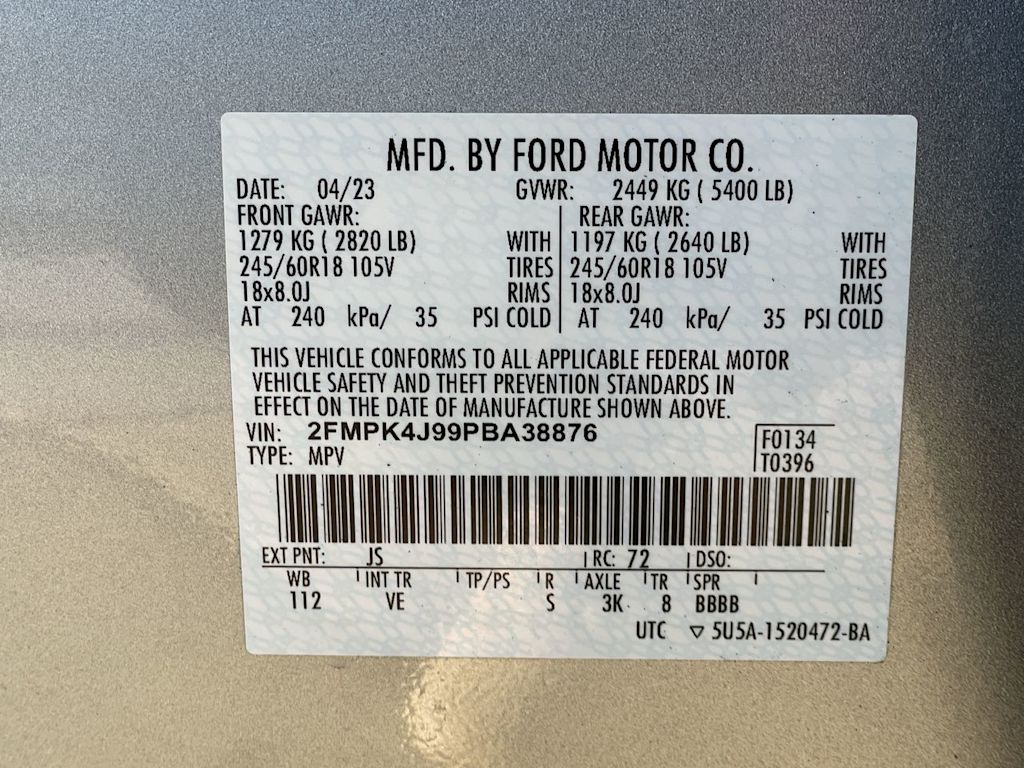 MFD. BY FORD MOTOR CO.
DATE: 04/23 GVWR: 2449 KG ( 5400 LB)
FRONT GAWR: REAR GAWR:
1279 KG ( 2820 LB) WITH 1197 KG ( 2640 LB) WITH
245/60R18 105V TIRES 245/60R18 105V TIRES
18x8.0J RIMS 18x8.0J RIMS
AT 240 kPa/ 35 PSI COLD AT 240 kPa/ 35 PSI COLD
THIS VEHICLE CONFORMS TO ALL APPLICABLE FEDERAL MOTOR
VEHICLE SAFETY AND THEFT PREVENTION STANDARDS IN
EFFECT ON THE DATE OF MANUFACTURE SHOWN ABOVE.
VIN: 2FMPK4J99PBA38876
F0134
TYPE: MPV
T0396
EXT PNT: JS RC: 72 DSO:
WB INT TR TP/PS R AXLE TR SPR
112 VE S 3K 8 BBBB
UTC ▽ 5U5A-1520472-BA